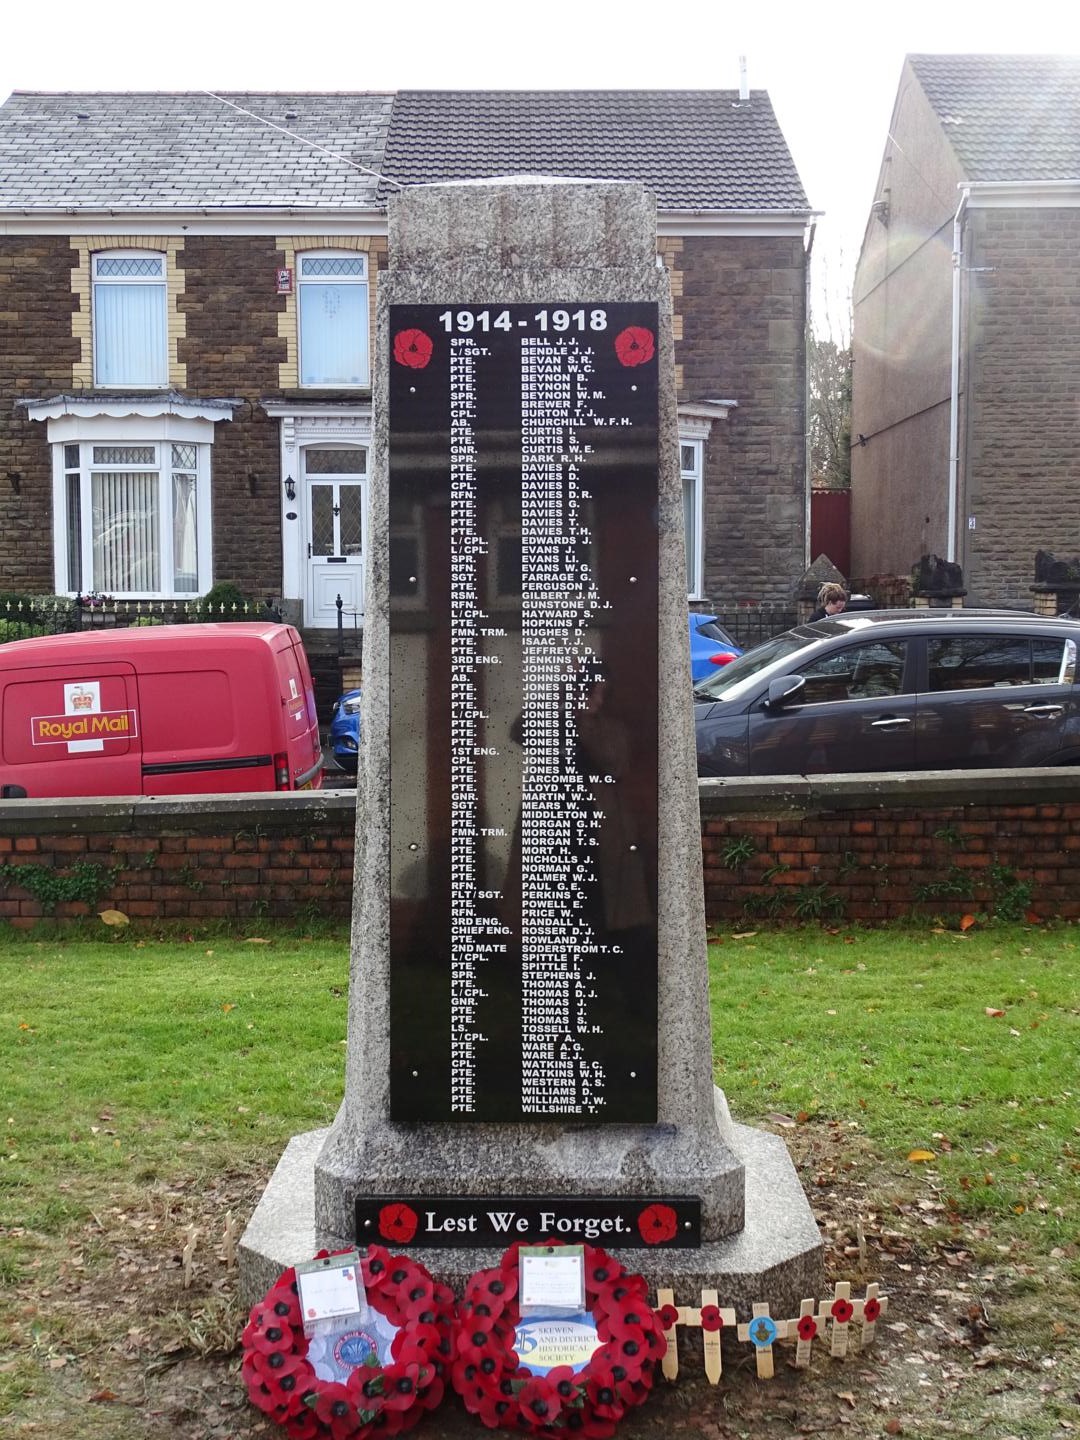 1914 - 1918
SPR. BELL J. J.
L/SGT. BENDLE J. J.
PTE. BEVAN S. R.
PTE. BEVAN W. C.
PTE. BEYNON B.
PTE. BEYNON L.
SPR. BEYNON W. M.
PTE. BREWER F.
CPL. BURTON T. J.
AB. CHURCHILL W. F. H.
PTE. CURTIS I.
PTE. CURTIS S.
GNR. CURTIS W. E.
SPR. DARK R. H.
PTE. DAVIES A.
PTE. DAVIES D.
CPL. DAVIES D.
RFN. DAVIES D. R.
PTE. DAVIES G.
PTE. DAVIES J.
PTE. DAVIES T.
PTE. DAVIES T. H.
L/CPL. EDWARDS J.
L/CPL. EVANS J.
SPR. EVANS LI.
RFN. EVANS W. G.
SGT. FARRAGE G.
PTE. FERGUSON J.
RSM. GILBERT J. M.
RFN. GUNSTONE D. J.
L/CPL. HAYWARD S.
PTE. HOPKINS F.
FMN. TRM. HUGHES D.
PTE. ISAAC T. J.
PTE. JEFFREYS D.
3RD ENG. JENKINS W. L.
PTE. JOHNS S. J.
AB. JOHNSON J. R.
PTE. JONES B. T.
PTE. JONES B. J.
PTE. JONES D. H.
L/CPL. JONES E.
PTE. JONES G.
PTE. JONES LI.
PTE. JONES R.
1ST ENG. JONES T.
CPL. JONES T.
PTE. JONES W.
PTE. LARCOMBE W. G.
PTE. LLOYD T. R.
GNR. MARTIN W. J.
SGT. MEARS W.
PTE. MIDDLETON W.
PTE. MORGAN G. H.
FMN. TRM. MORGAN T.
PTE. MORGAN T. S.
PTE. MORT H.
PTE. NICHOLLS J.
PTE. NORMAN G.
PTE. PALMER W. J.
RFN. PAUL G. E.
FLT/SGT. PERKINS C.
PTE. POWELL E.
RFN. PRICE W.
3RD ENG. RANDALL L.
CHIEF ENG. ROSSER D. J.
PTE. ROWLAND J.
2ND MATE SODERSTROM T. C.
L/CPL. SPITTLE F.
PTE. SPITTLE I.
SPR. STEPHENS J.
PTE. THOMAS A.
L/CPL. THOMAS D. J.
GNR. THOMAS J.
PTE. THOMAS J.
PTE. THOMAS S.
LS. TOSSELL W. H.
L/CPL. TROTT A.
PTE. WARE A. G.
PTE. WARE E. J.
CPL. WATKINS E. C.
PTE. WATKINS W. H.
PTE. WESTERN A. S.
PTE. WILLIAMS D.
PTE. WILLIAMS J. W.
PTE. WILLSHIRE T.
Royal Mail
Lest We Forget.
SKEWEN
AND DISTRICT
HISTORICAL
SOCIETY